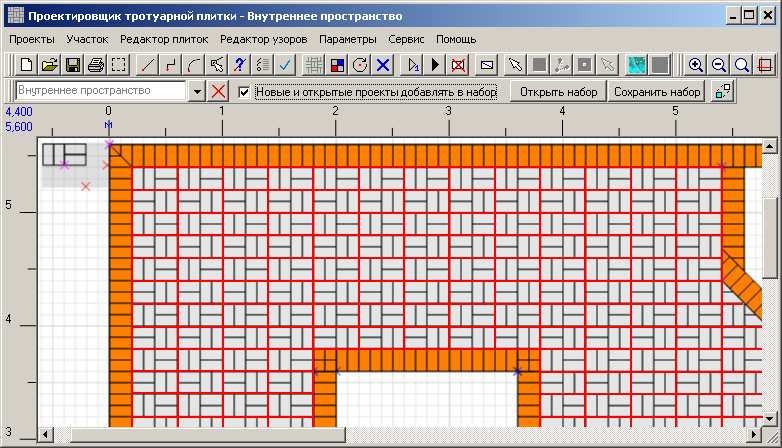 Проектировщик тротуарной плитки - Внутреннее пространство
Проекты Участок Редактор плиток Редактор узоров Параметры Сервис Помощь
Внутреннее пространство Новые и открытые проекты добавлять в набор Открыть набор Сохранить набор
4,400 0 1 2 3 4 5
5,600 М
5
4
3